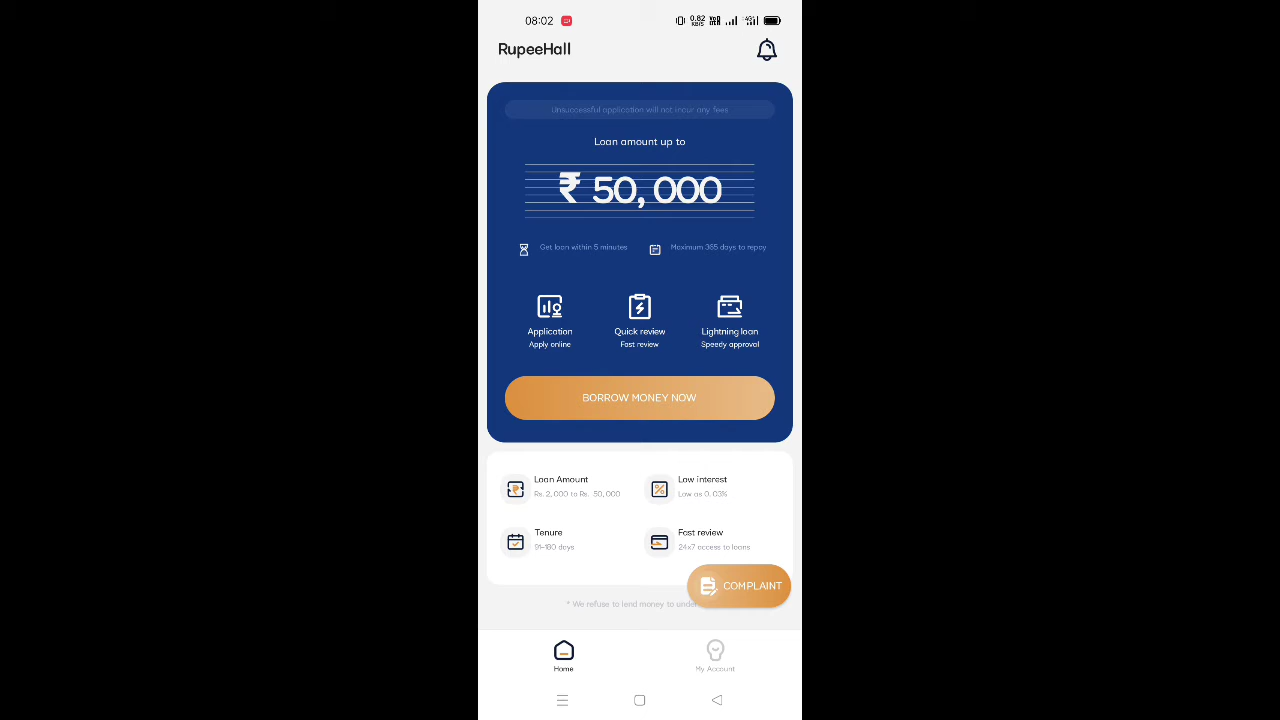 08:02
0.82
KB/S
4G
RupeeHall
Unsuccessful application will not incur any fees
Loan amount up to
₹ 50, 000
Get loan within 5 minutes
Maximum 365 days to repay
Application
Quick review
Lightning loan
Apply online
Fast review
Speedy approval
BORROW MONEY NOW
Loan Amount
Low interest
Rs. 2, 000 to Rs. 50, 000
Low as 0. 03%
Tenure
Fast review
91-180 days
24x7 access to loans
COMPLAINT
* We refuse to lend money to under
Home
My Account